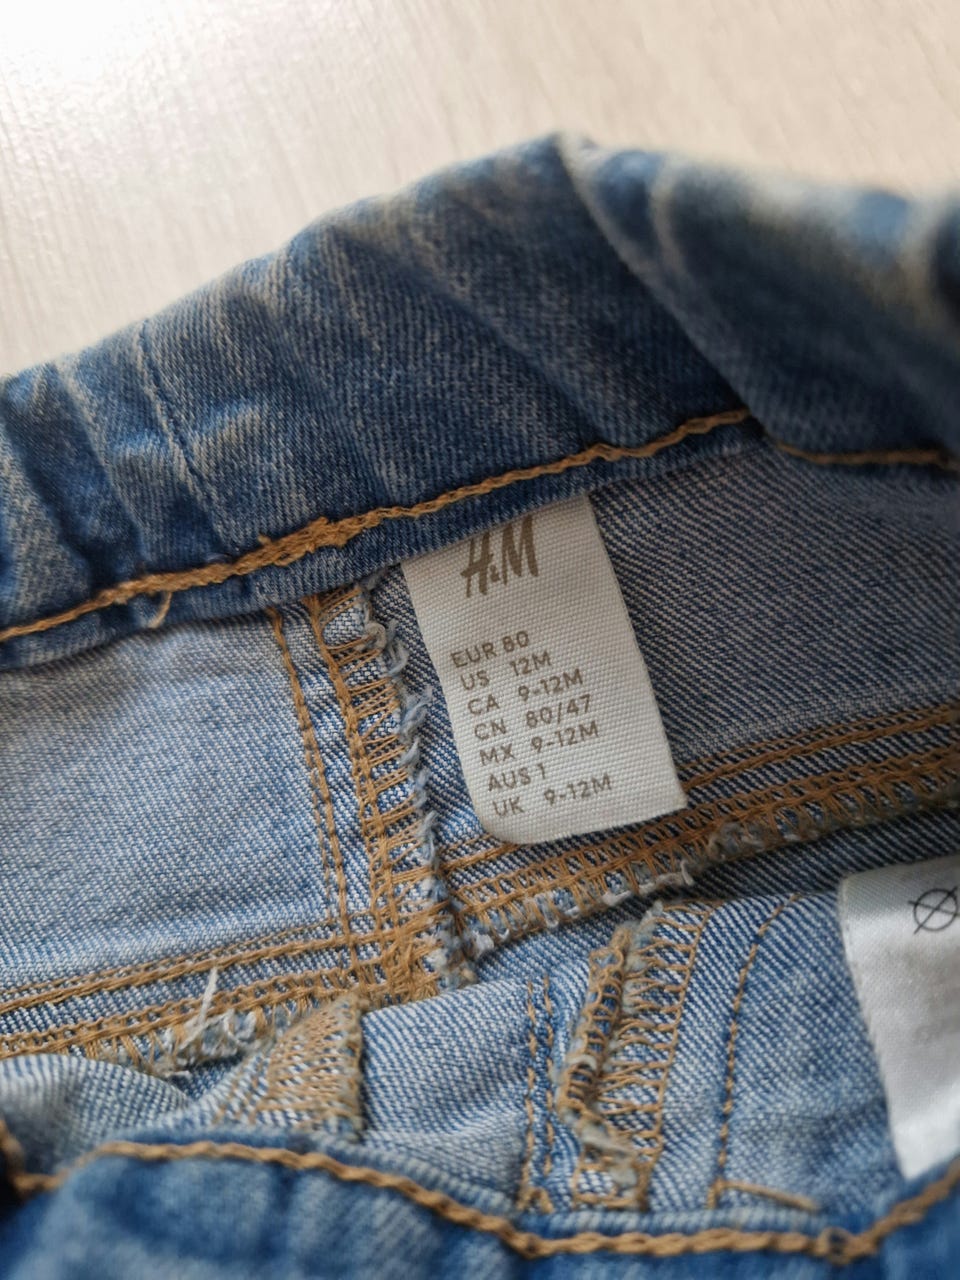 H&M
EUR 80
US 12M
CA 9-12M
CN 80/47
MX 9-12M
AUS 1
UK 9-12M